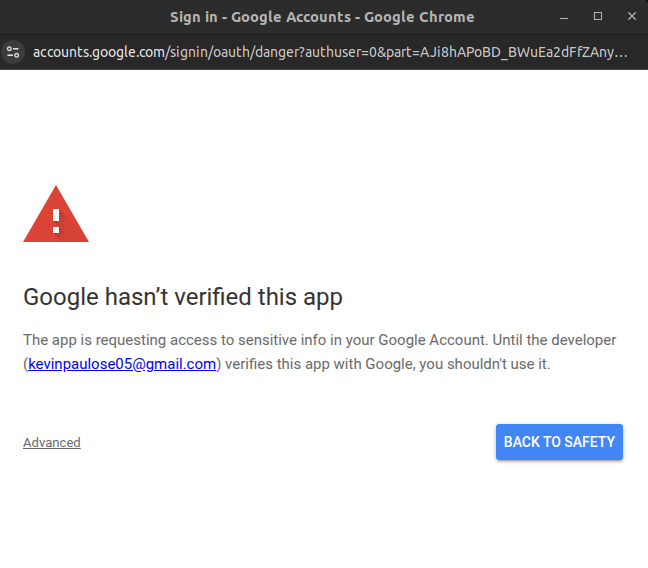 Sign in - Google Accounts - Google Chrome
accounts.google.com/signin/oauth/danger?authuser=0&part=AJi8hAPoBD_BWuEa2dFfZAny…
Google hasn’t verified this app
The app is requesting access to sensitive info in your Google Account. Until the developer
(kevinpaulose05@gmail.com) verifies this app with Google, you shouldn't use it.
Advanced
BACK TO SAFETY